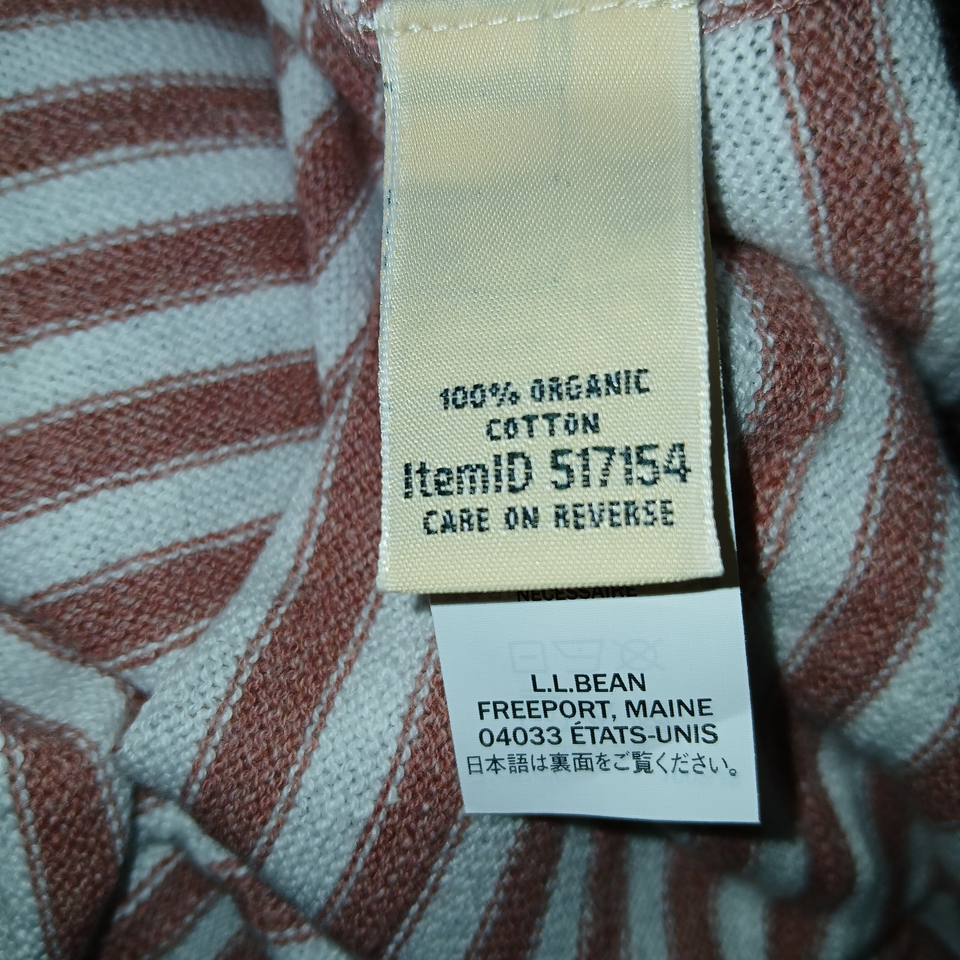 100% ORGANIC
COTTON
ItemID 517154
CARE ON REVERSE
NÉCESSAIRE
L.L.BEAN
FREEPORT, MAINE
04033 ÉTATS-UNIS
日本語は裏面をご覧ください。